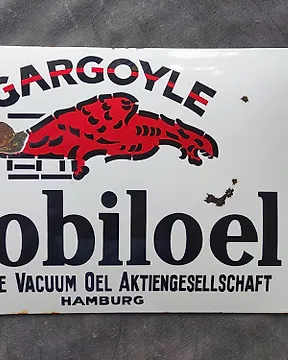 GARGOYLE
obiloel
E VACUUM OEL AKTIENGESELLSCHAFT
HAMBURG